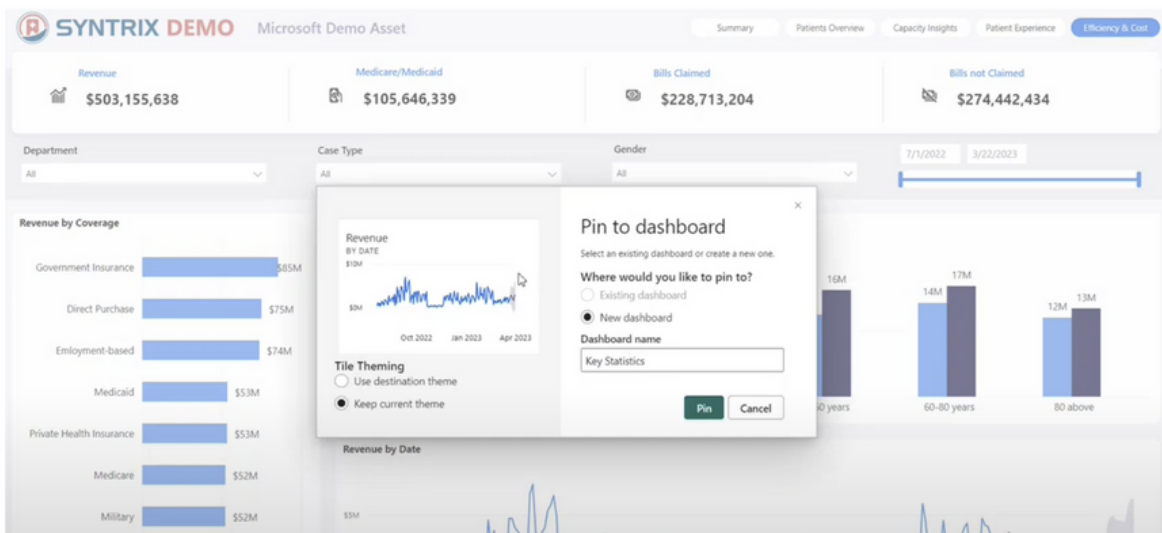 SYNTRIX DEMO Microsoft Demo Asset Summary Patients Overview Capacity Insights Patient Experience Efficiency & Cost
Revenue Medicare/Medicaid Bills Claimed Bills not Claimed
$503,155,638 $105,646,339 $228,713,204 $274,442,434
Department Case Type Gender 7/1/2022 3/22/2023
All All All
Revenue by Coverage
Government Insurance $85M
Direct Purchase $75M
Emloyment-based $74M
Medicaid $53M
Private Health Insurance $53M
Medicare $52M
Military $52M
Revenue
BY DATE
$10M
$0M
Oct 2022 Jan 2023 Apr 2023
Tile Theming
Use destination theme
Keep current theme
Pin to dashboard
Select an existing dashboard or create a new one.
Where would you like to pin to?
Existing dashboard
New dashboard
Dashboard name
Key Statistics
Pin Cancel
16M 14M 17M 12M 13M
years 60-80 years 80 above
Revenue by Date
$5M